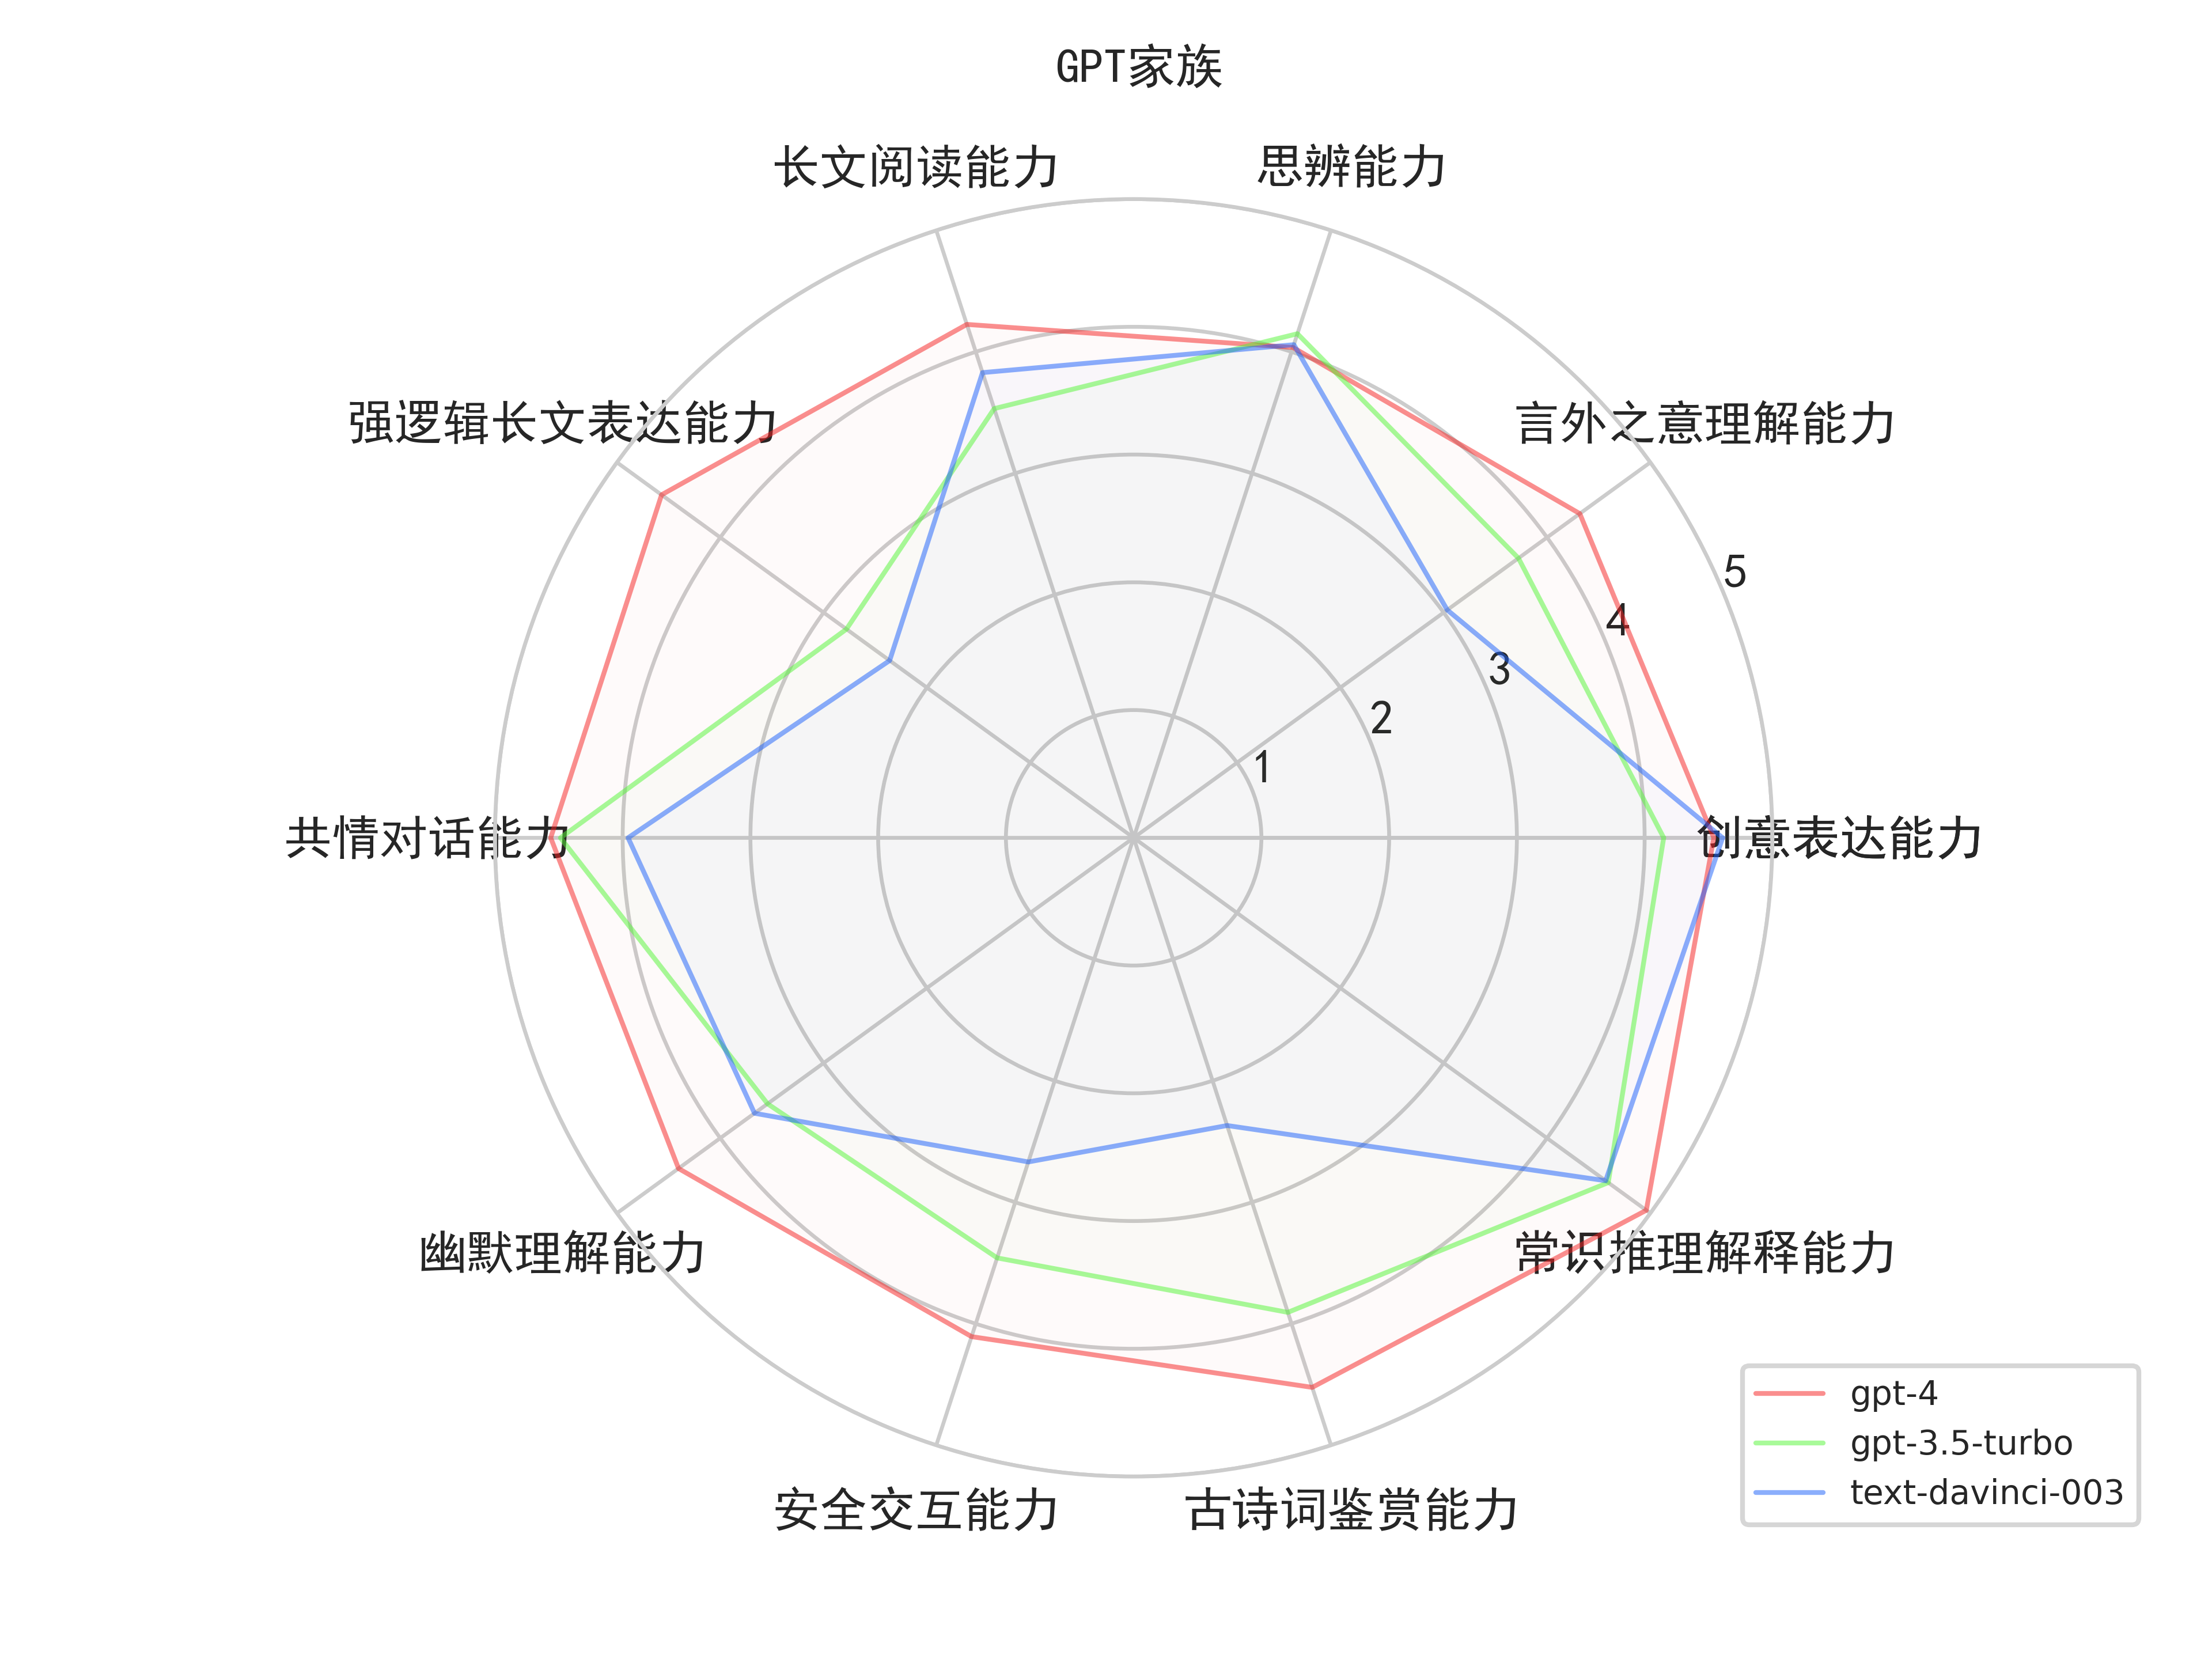 GPT家族
长文阅读能力
思辨能力
强逻辑长文表达能力
言外之意理解能力
5
4
3
2
1
共情对话能力
创意表达能力
幽默理解能力
常识推理解释能力
安全交互能力
古诗词鉴赏能力
gpt-4
gpt-3.5-turbo
text-davinci-003